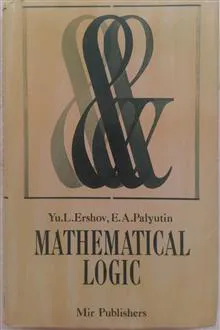 &
Yu.L.Ershov, E.A.Palyutin
MATHEMATICAL
LOGIC
Mir Publishers